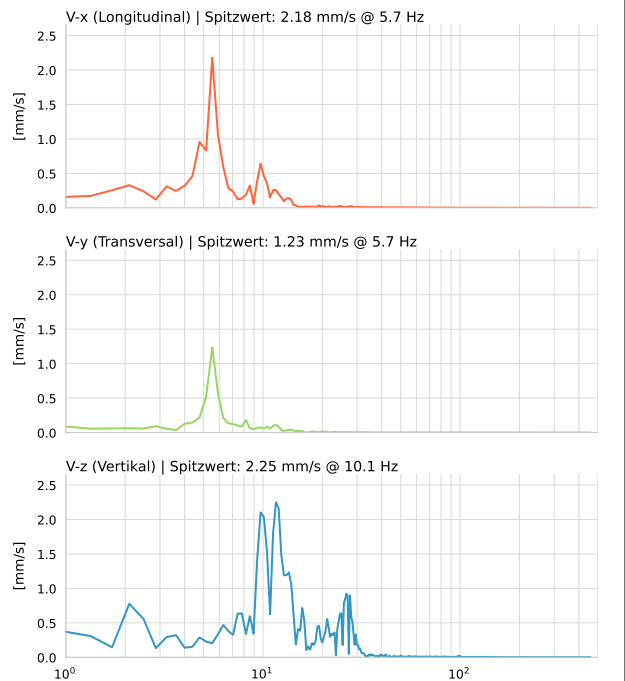 V-x (Longitudinal) | Spitzwert: 2.18 mm/s @ 5.7 Hz
2.5
2.0
1.5
1.0
0.5
0.0
[mm/s]
V-y (Transversal) | Spitzwert: 1.23 mm/s @ 5.7 Hz
2.5
2.0
1.5
1.0
0.5
0.0
[mm/s]
V-z (Vertikal) | Spitzwert: 2.25 mm/s @ 10.1 Hz
2.5
2.0
1.5
1.0
0.5
0.0
[mm/s]
10⁰ 10¹ 10²